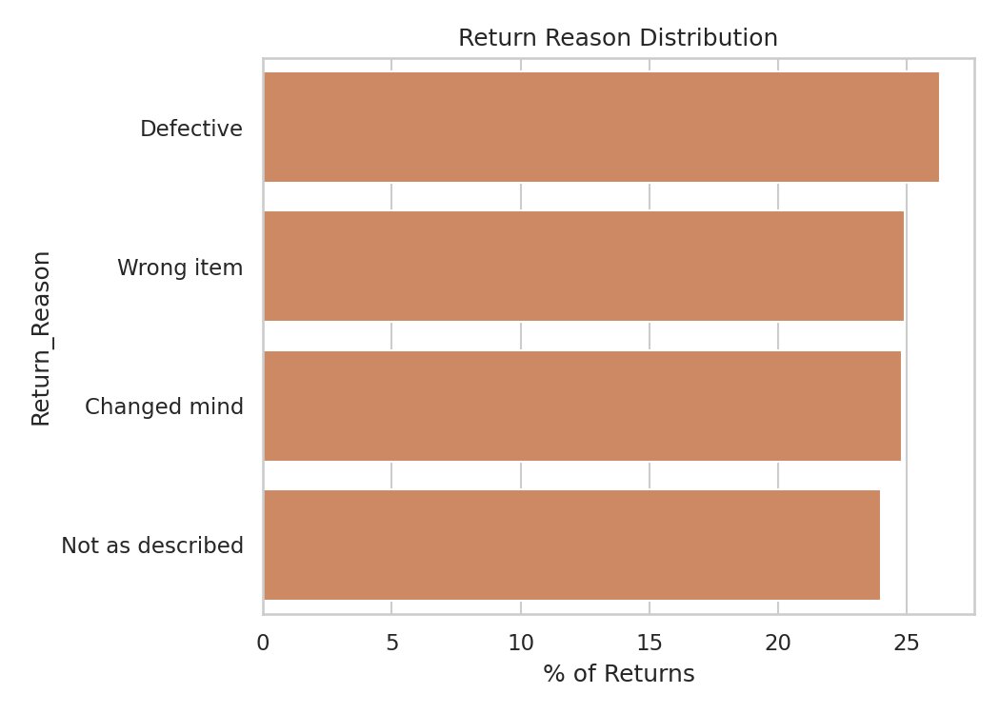 Return Reason Distribution
Return_Reason
Defective
Wrong item
Changed mind
Not as described
0 5 10 15 20 25
% of Returns